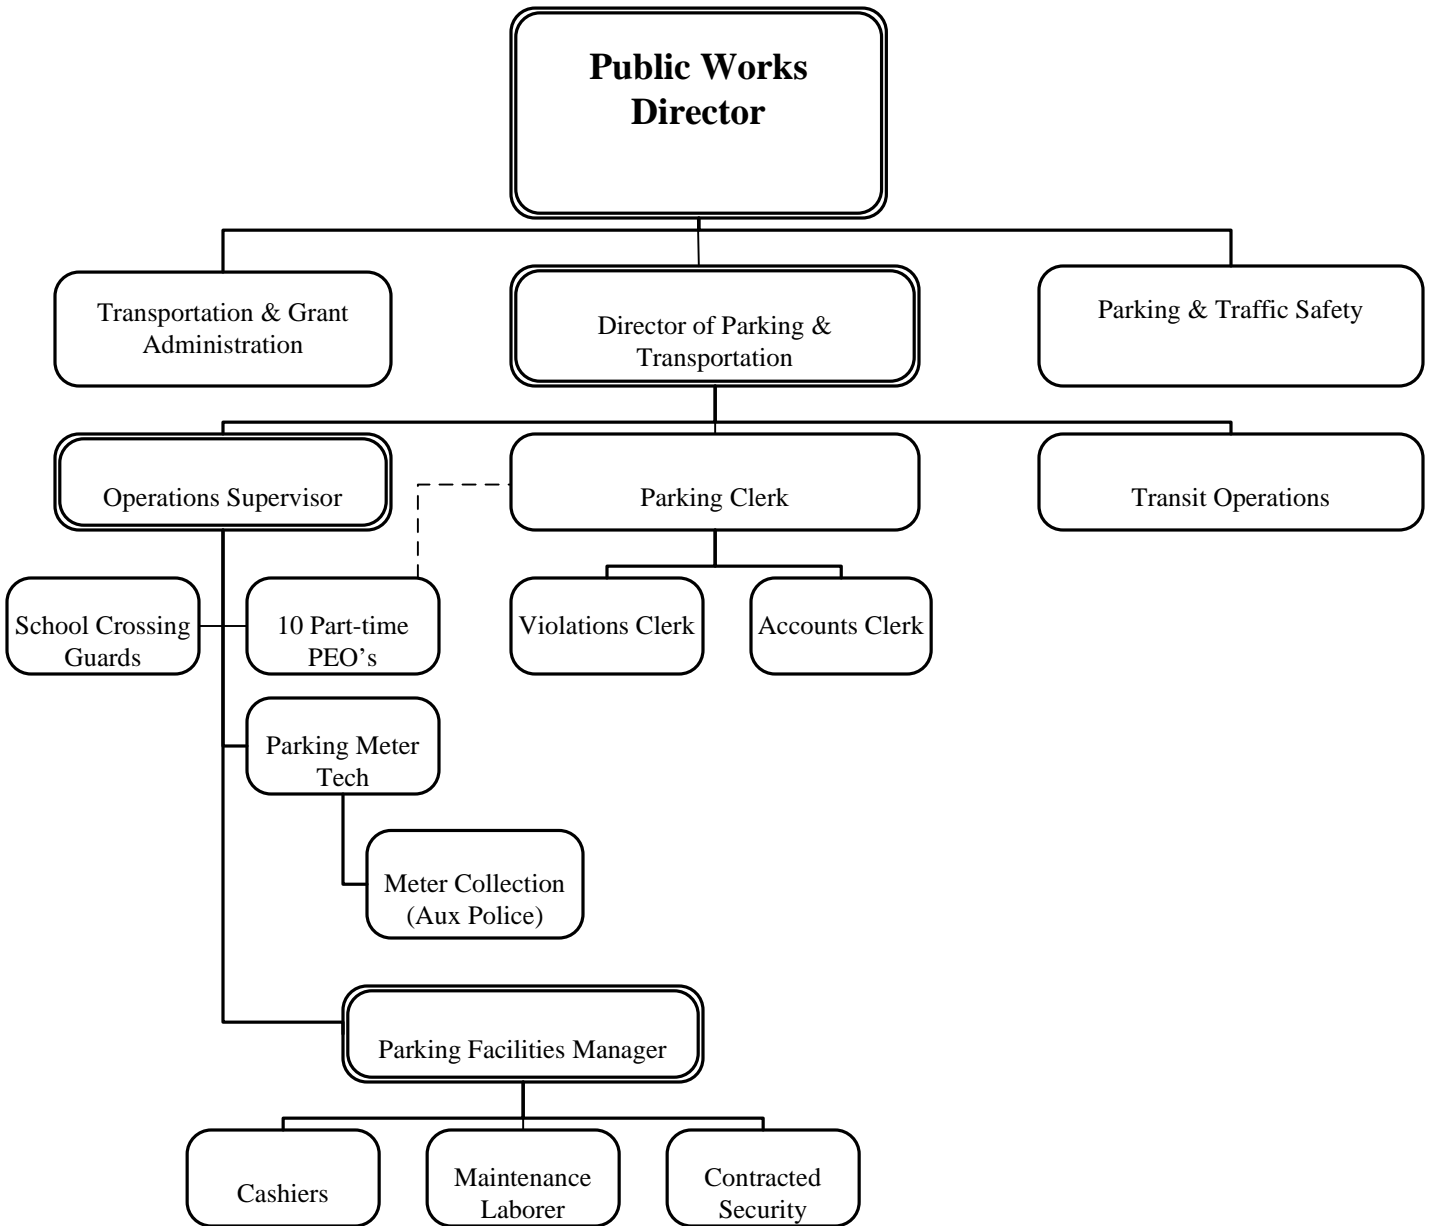 Public Works
Director
Transportation & Grant
Administration
Director of Parking &
Transportation
Parking & Traffic Safety
Operations Supervisor
Parking Clerk
Transit Operations
School Crossing
Guards
10 Part-time
PEO’s
Violations Clerk
Accounts Clerk
Parking Meter
Tech
Meter Collection
(Aux Police)
Parking Facilities Manager
Cashiers
Maintenance
Laborer
Contracted
Security